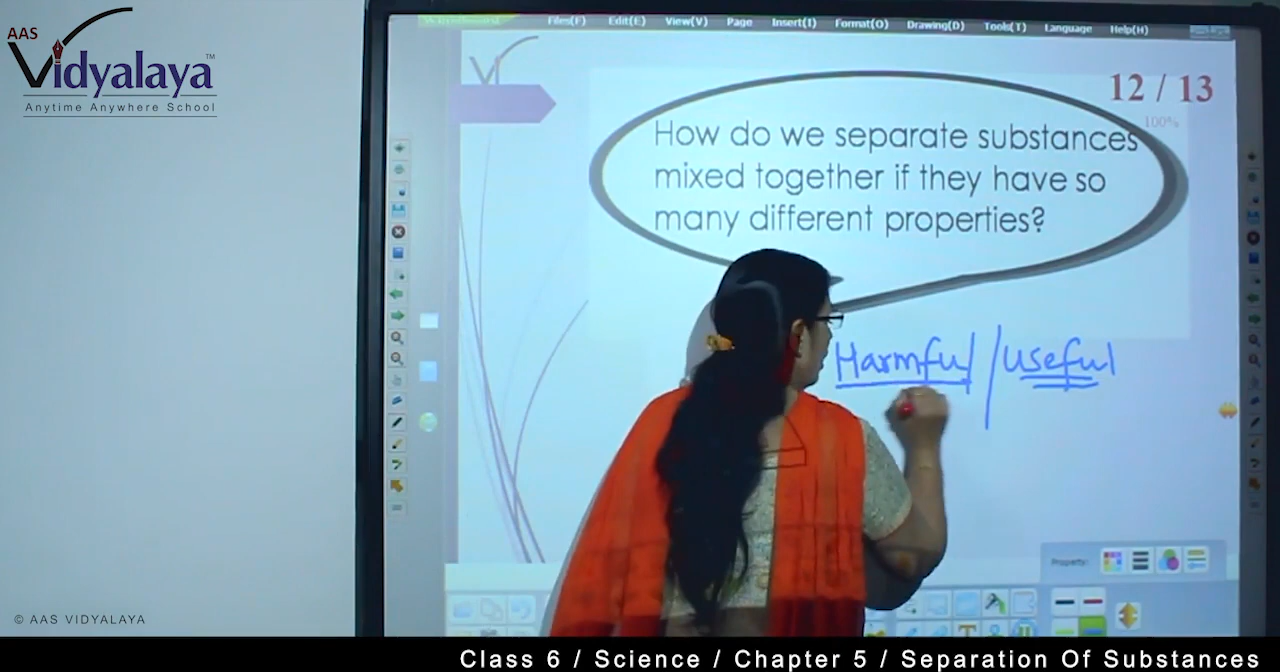 AAS
Vidyalaya™
Anytime Anywhere School
Files(F) Edit(E) View(V) Page Insert(I) Format(O) Drawing(D) Tools(T) Language Help(H)
12 / 13
100%
How do we separate substances
mixed together if they have so
many different properties?
Harmful / Useful
Property:
© AAS VIDYALAYA
Class 6 / Science / Chapter 5 / Separation Of Substances